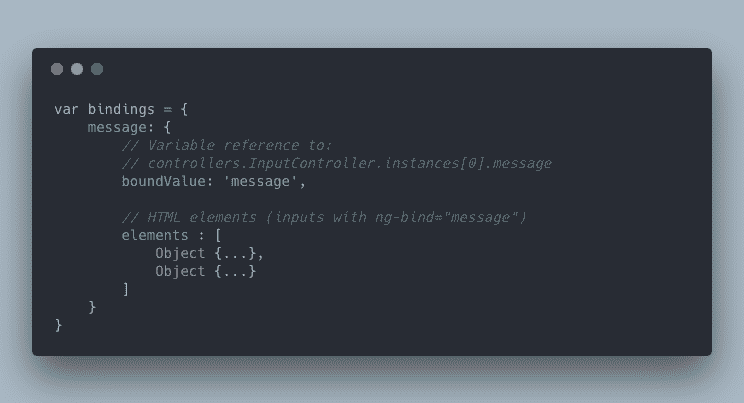 var bindings = {
    message: {
        // Variable reference to:
        // controllers.InputController.instances[0].message
        boundValue: 'message',
        // HTML elements (inputs with ng-bind="message")
        elements : [
            Object {...},
            Object {...}
        ]
    }
}